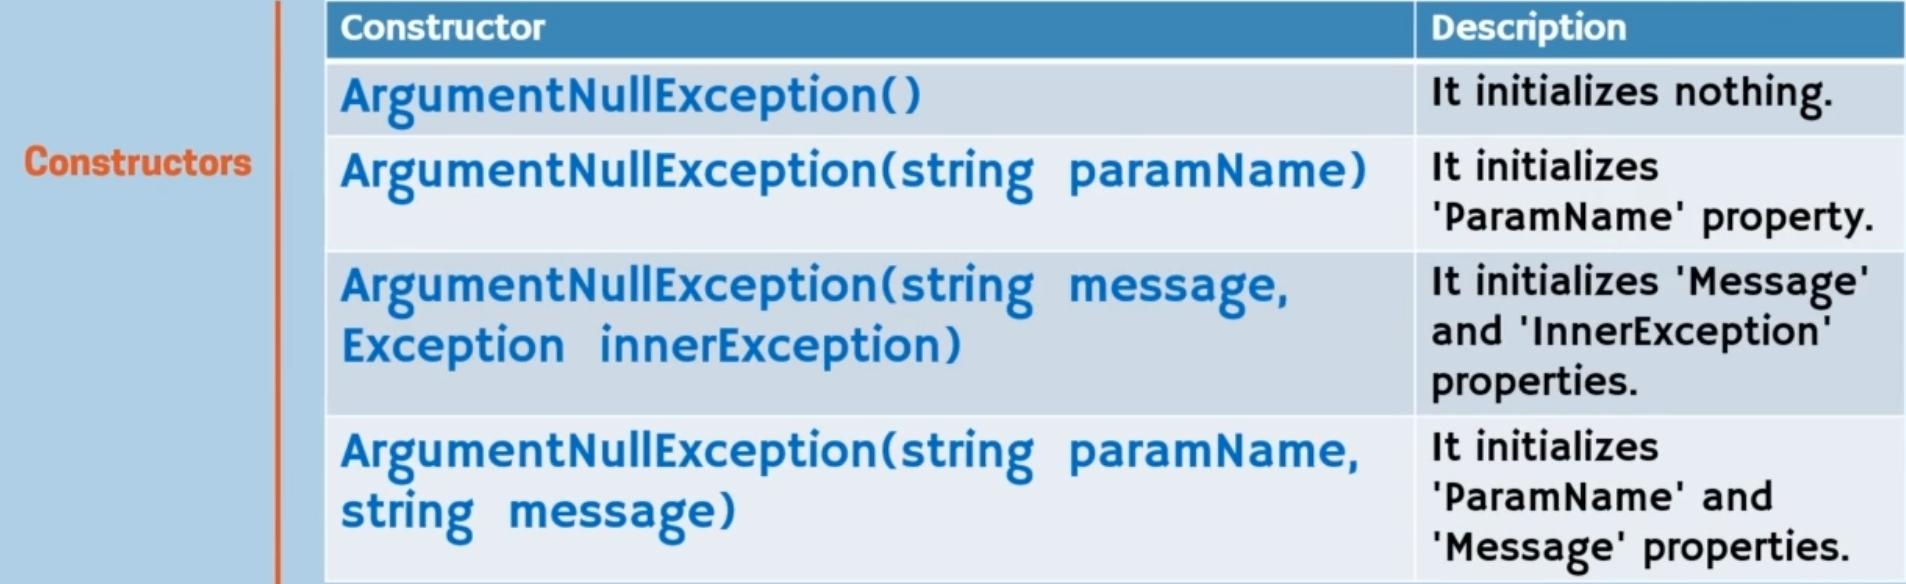 Constructors
Constructor Description
ArgumentNullException() It initializes nothing.
ArgumentNullException(string paramName) It initializes
'ParamName' property.
ArgumentNullException(string message, It initializes 'Message'
Exception innerException) and 'InnerException'
properties.
ArgumentNullException(string paramName, It initializes
string message) 'ParamName' and
'Message' properties.